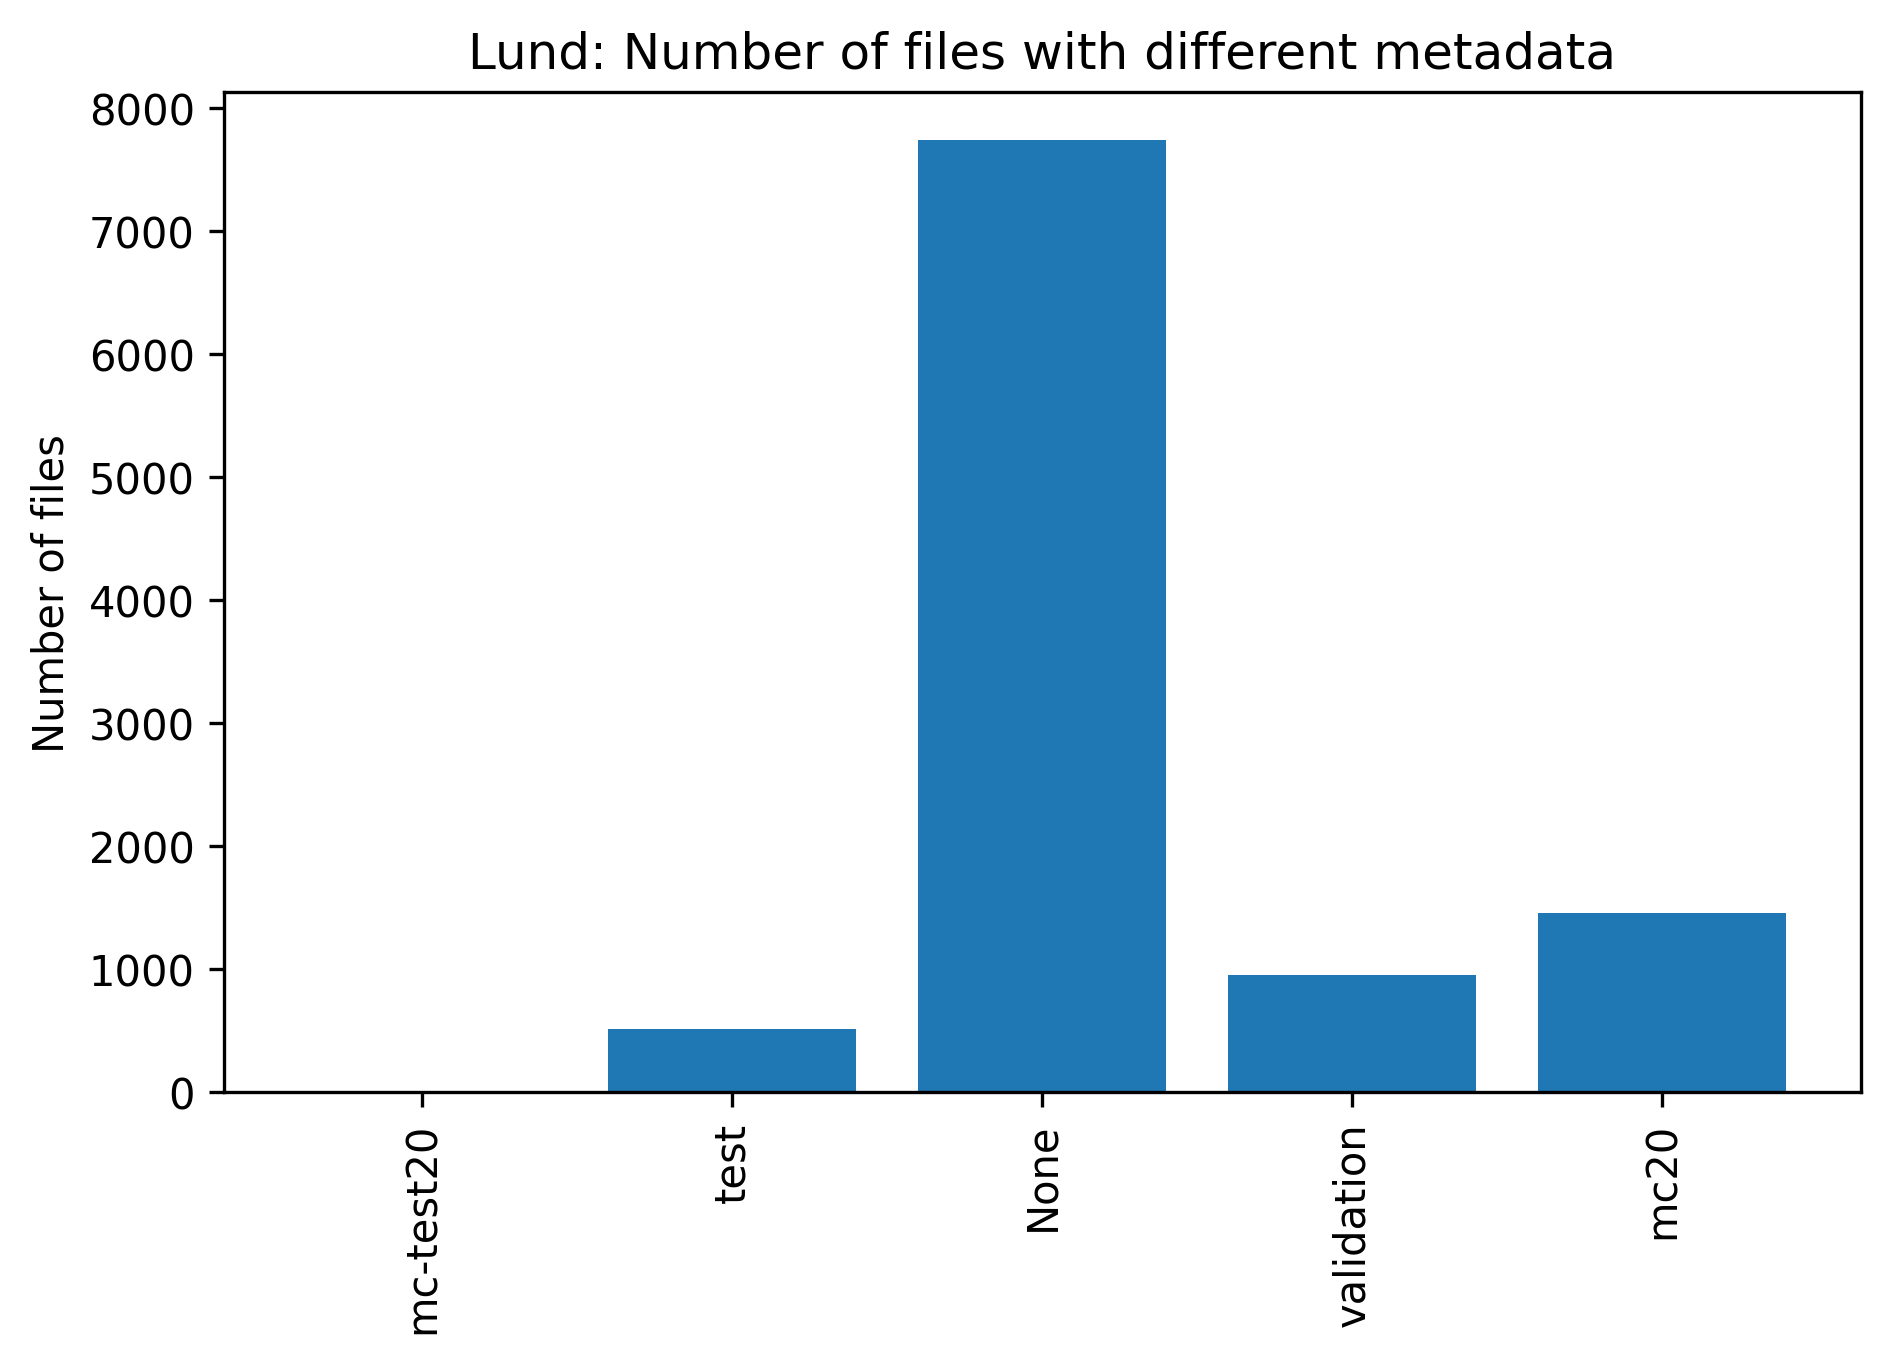 Lund: Number of files with different metadata
Number of files
8000
7000
6000
5000
4000
3000
2000
1000
0
mc-test20
test
None
validation
mc20